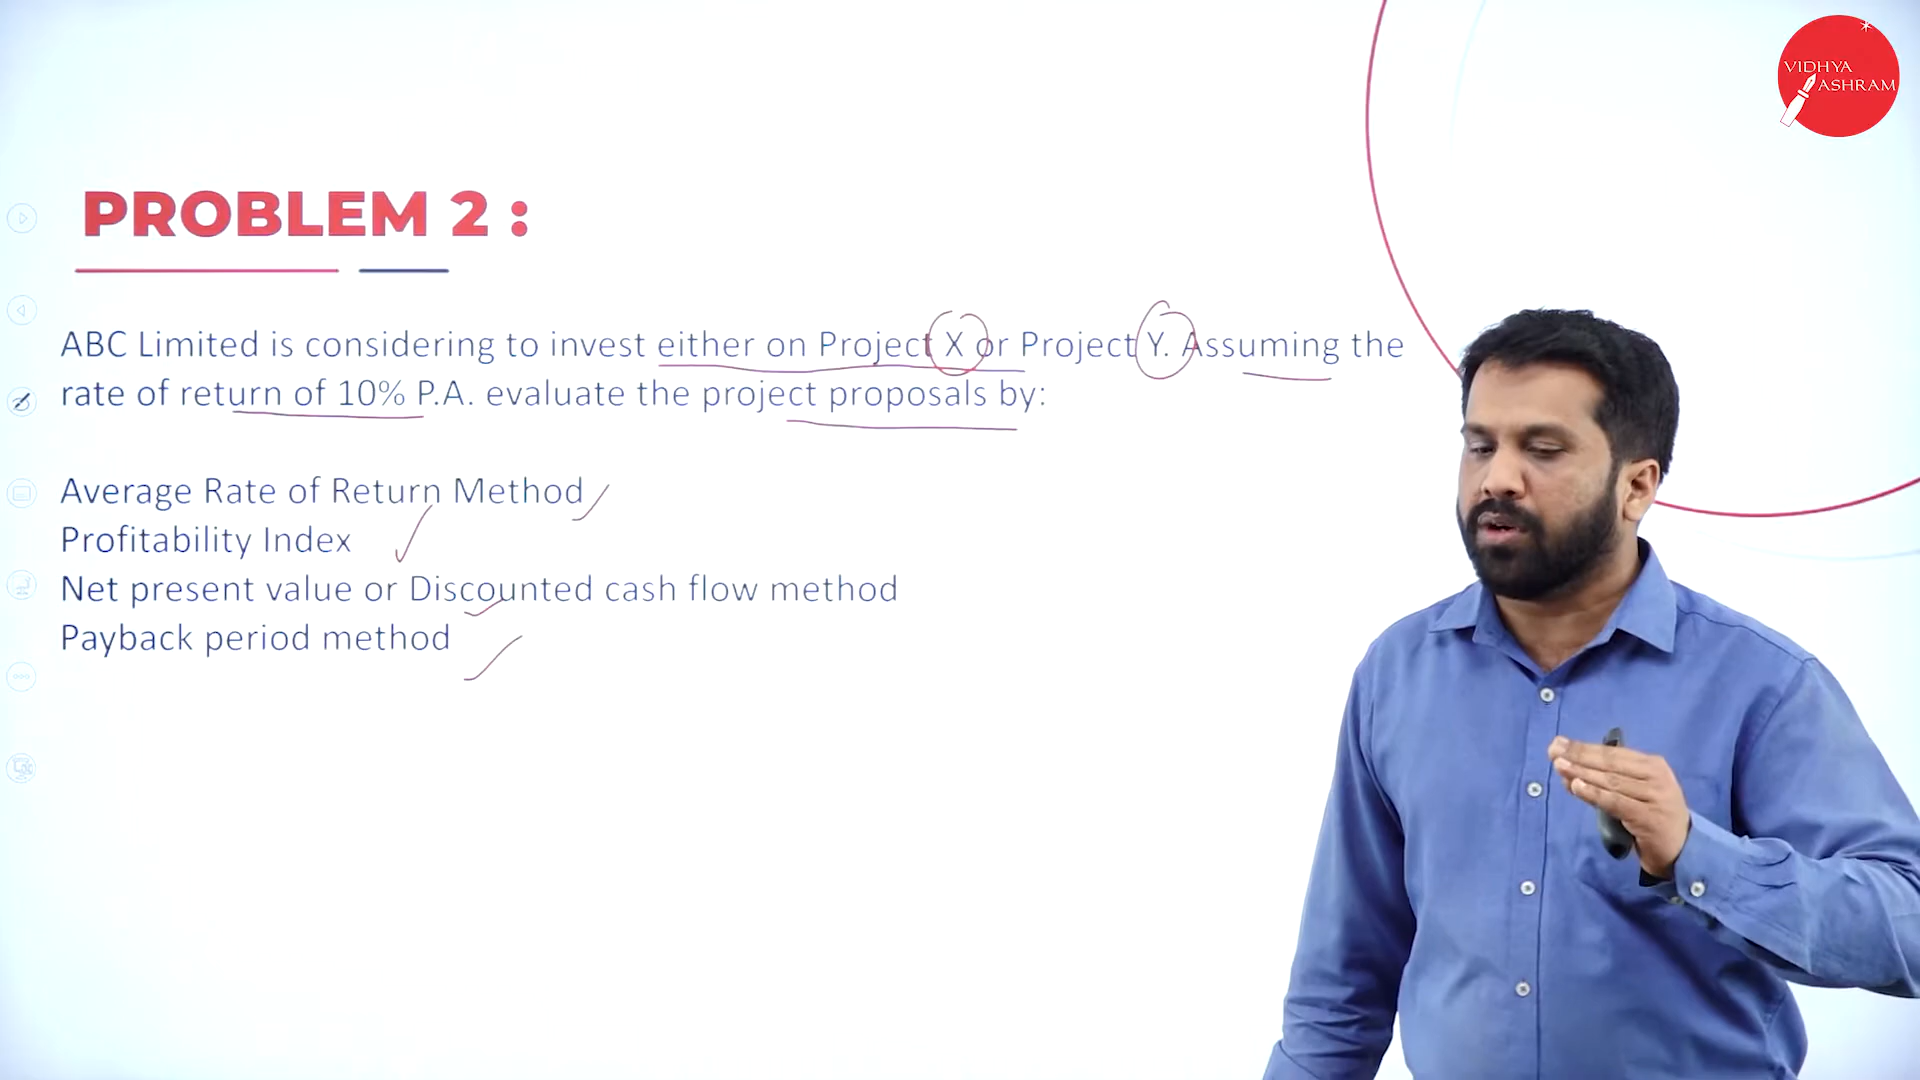 VIDHYA
ASHRAM
PROBLEM 2 :
ABC Limited is considering to invest either on Project X or Project Y. Assuming the
rate of return of 10% P.A. evaluate the project proposals by:
Average Rate of Return Method
Profitability Index
Net present value or Discounted cash flow method
Payback period method